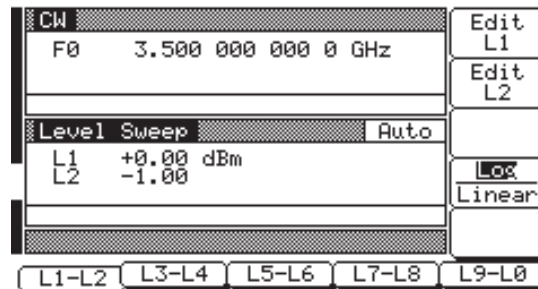 CW
F0 3.500 000 000 0 GHz
Level Sweep Auto
L1 +0.00 dBm
L2 -1.00
Edit
L1
Edit
L2
Log
Linear
L1-L2 L3-L4 L5-L6 L7-L8 L9-L0